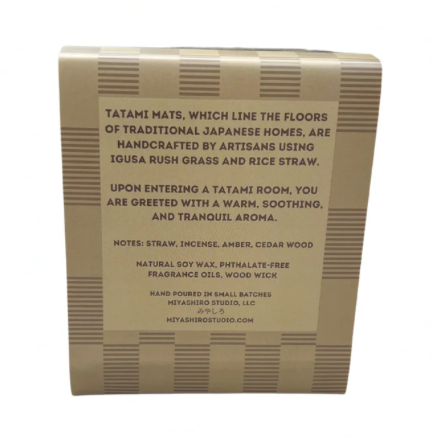 TATAMI MATS, WHICH LINE THE FLOORS
OF TRADITIONAL JAPANESE HOMES, ARE
HANDCRAFTED BY ARTISANS USING
IGUSA RUSH GRASS AND RICE STRAW.
UPON ENTERING A TATAMI ROOM, YOU
ARE GREETED WITH A WARM, SOOTHING,
AND TRANQUIL AROMA.
NOTES: STRAW, INCENSE, AMBER, CEDAR WOOD
NATURAL SOY WAX, PHTHALATE-FREE
FRAGRANCE OILS, WOOD WICK
HAND POURED IN SMALL BATCHES
MIYASHIRO STUDIO, LLC
みやしろ
MIYASHIROSTUDIO.COM